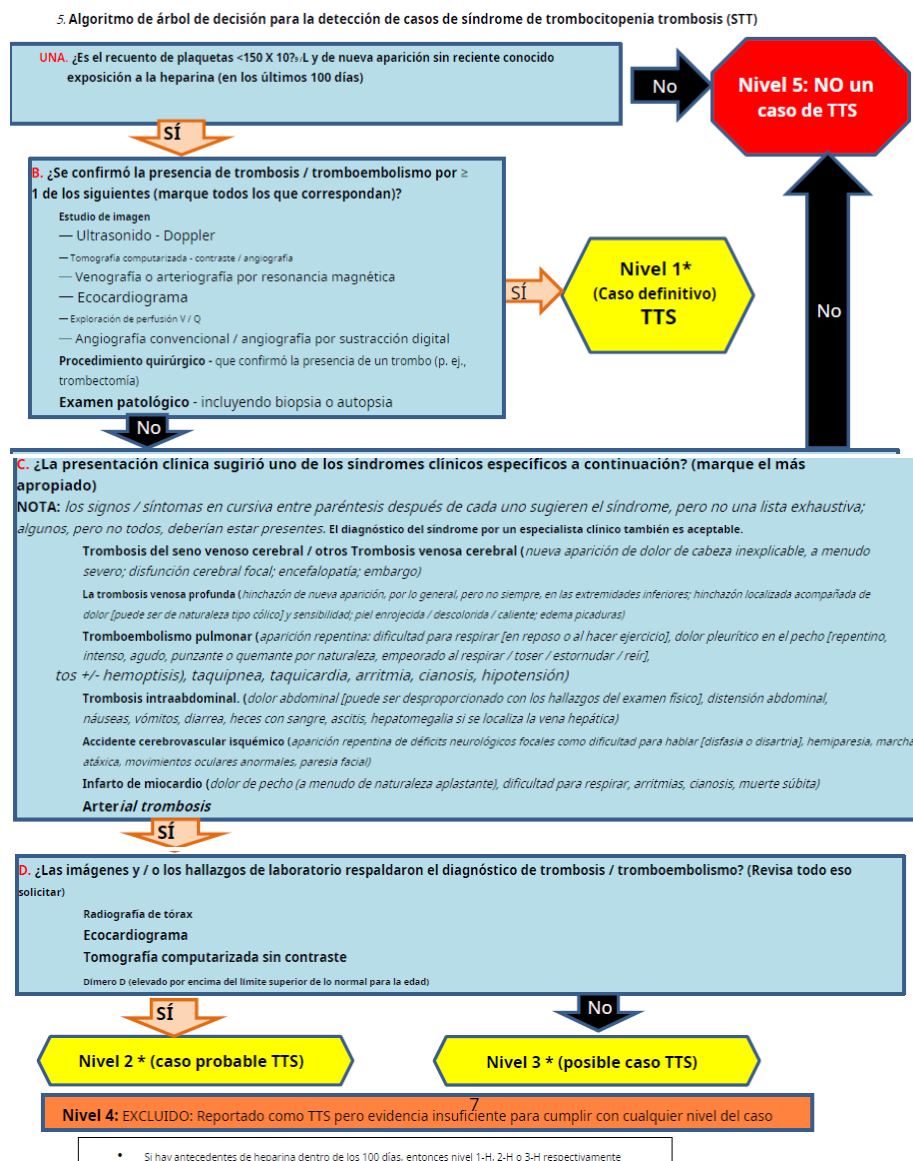 5. Algoritmo de árbol de decisión para la detección de casos de síndrome de trombocitopenia trombosis (STT)
UNA. ¿Es el recuento de plaquetas <150 X 10?9/L y de nueva aparición sin reciente conocido
exposición a la heparina (en los últimos 100 días)
No
Nivel 5: NO un
caso de TTS
SÍ
B. ¿Se confirmó la presencia de trombosis / tromboembolismo por ≥
1 de los siguientes (marque todos los que correspondan)?
Estudio de imagen
— Ultrasonido - Doppler
— Tomografía computarizada - contraste / angiografía
— Venografía o arteriografía por resonancia magnética
— Ecocardiograma
— Exploración de perfusión V / Q
— Angiografía convencional / angiografía por sustracción digital
Procedimiento quirúrgico - que confirmó la presencia de un trombo (p. ej.,
trombectomía)
Examen patológico - incluyendo biopsia o autopsia
SÍ
Nivel 1*
(Caso definitivo)
TTS
No
No
C. ¿La presentación clínica sugirió uno de los síndromes clínicos específicos a continuación? (marque el más
apropiado)
NOTA: los signos / síntomas en cursiva entre paréntesis después de cada uno sugieren el síndrome, pero no una lista exhaustiva;
algunos, pero no todos, deberían estar presentes. El diagnóstico del síndrome por un especialista clínico también es aceptable.
Trombosis del seno venoso cerebral / otros Trombosis venosa cerebral (nueva aparición de dolor de cabeza inexplicable, a menudo
severo; disfunción cerebral focal; encefalopatía; embargo)
La trombosis venosa profunda (hinchazón de nueva aparición, por lo general, pero no siempre, en las extremidades inferiores; hinchazón localizada acompañada de
dolor [puede ser de naturaleza tipo cólico] y sensibilidad; piel enrojecida / descolorida / caliente; edema picaduras)
Tromboembolismo pulmonar (aparición repentina: dificultad para respirar [en reposo o al hacer ejercicio], dolor pleurítico en el pecho [repentino,
intenso, agudo, punzante o quemante por naturaleza, empeorado al respirar / toser / estornudar / reír],
tos +/- hemoptisis), taquipnea, taquicardia, arritmia, cianosis, hipotensión)
Trombosis intraabdominal. (dolor abdominal [puede ser desproporcionado con los hallazgos del examen físico], distensión abdominal,
náuseas, vómitos, diarrea, heces con sangre, ascitis, hepatomegalia si se localiza la vena hepática)
Accidente cerebrovascular isquémico (aparición repentina de déficits neurológicos focales como dificultad para hablar [disfasia o disartria], hemiparesia, marcha
atáxica, movimientos oculares anormales, paresia facial)
Infarto de miocardio (dolor de pecho (a menudo de naturaleza aplastante), dificultad para respirar, arritmias, cianosis, muerte súbita)
Arterial trombosis
SÍ
D. ¿Las imágenes y / o los hallazgos de laboratorio respaldaron el diagnóstico de trombosis / tromboembolismo? (Revisa todo eso
solicitar)
Radiografía de tórax
Ecocardiograma
Tomografía computarizada sin contraste
Dímero D (elevado por encima del límite superior de lo normal para la edad)
SÍ
No
Nivel 2 * (caso probable TTS)
Nivel 3 * (posible caso TTS)
7
Nivel 4: EXCLUIDO: Reportado como TTS pero evidencia insuficiente para cumplir con cualquier nivel del caso
• Si hay antecedentes de heparina dentro de los 100 días, entonces nivel 1-H, 2-H o 3-H respectivamente